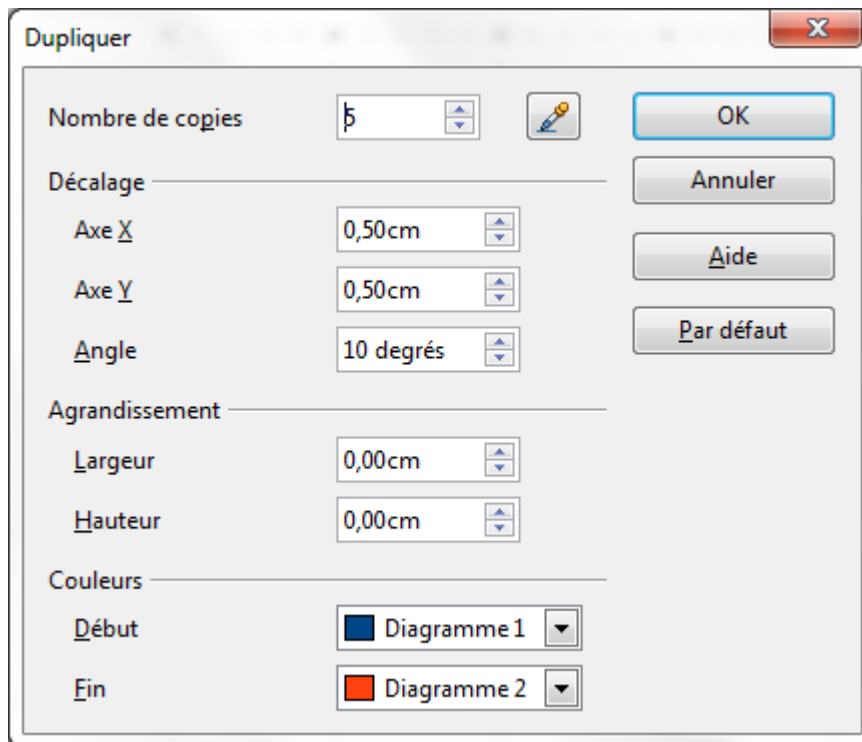 Dupliquer
Nombre de copies 5
OK
Décalage
Annuler
Axe X 0,50cm
Aide
Axe Y 0,50cm
Par défaut
Angle 10 degrés
Agrandissement
Largeur 0,00cm
Hauteur 0,00cm
Couleurs
Début Diagramme 1
Fin Diagramme 2